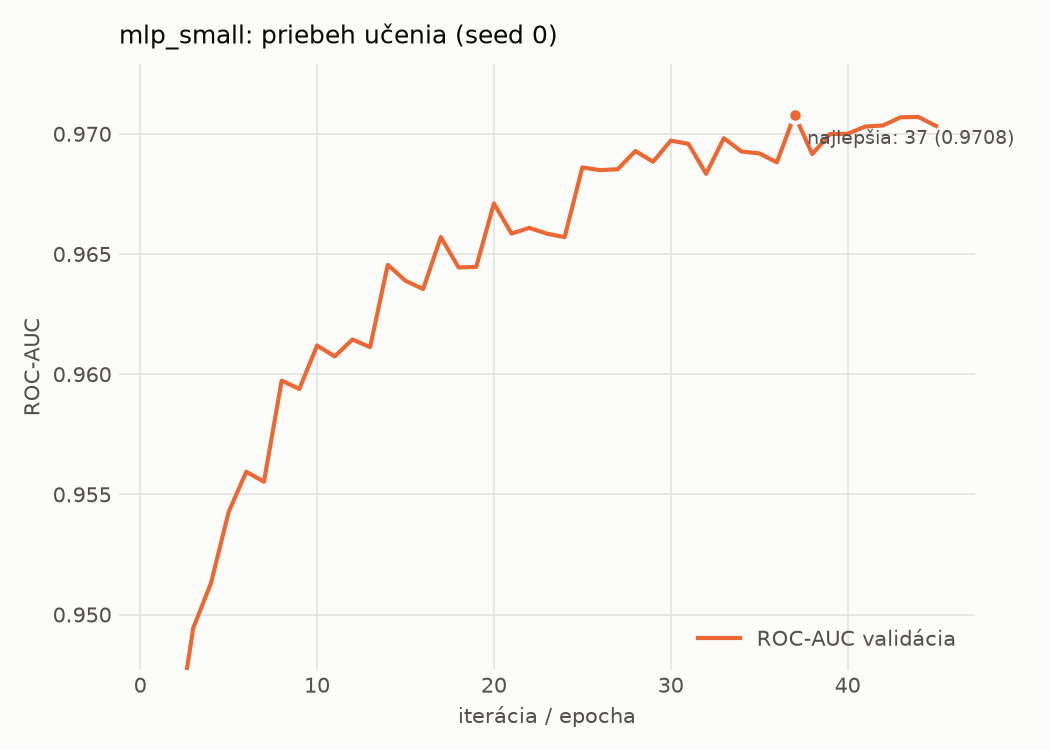 mlp_small: priebeh učenia (seed 0)
ROC-AUC
0.970
0.965
0.960
0.955
0.950
najlepšia: 37 (0.9708)
ROC-AUC validácia
0 10 20 30 40
iterácia / epocha